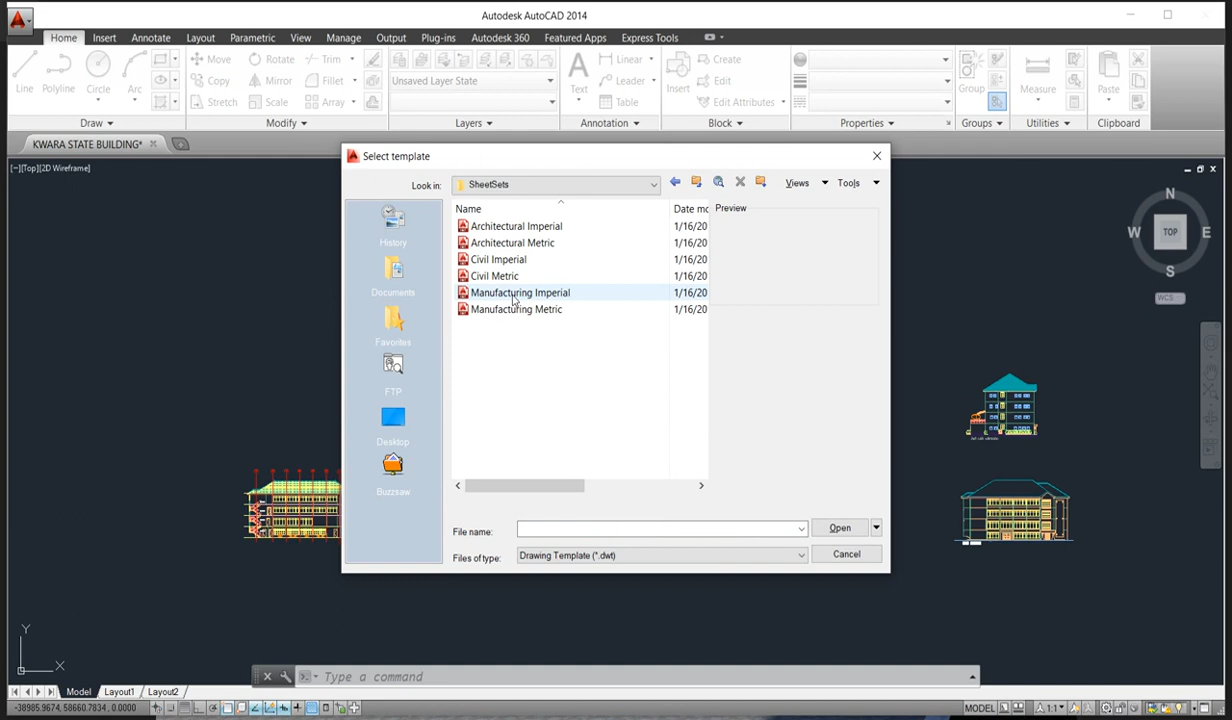 Autodesk AutoCAD 2014
Home Insert Annotate Layout Parametric View Manage Output Plug-ins Autodesk 360 Featured Apps Express Tools
Move Rotate Trim Unsaved Layer State Linear Create
Line Polyline Circle Arc Copy Mirror Fillet Text Leader Insert Edit Group Measure Paste
Stretch Scale Array Table Edit Attributes
Draw Modify Layers Annotation Block Properties Groups Utilities Clipboard
KWARA STATE BUILDING*
[−][Top][2D Wireframe]
Select template
Look in: SheetSets Views Tools
Name Date mo Preview
Architectural Imperial 1/16/20
Architectural Metric 1/16/20
Civil Imperial 1/16/20
Civil Metric 1/16/20
Manufacturing Imperial 1/16/20
Manufacturing Metric 1/16/20
History
Documents
Favorites
FTP
Desktop
Buzzsaw
File name: Open
Files of type: Drawing Template (*.dwt) Cancel
N
W TOP E
S
WCS
Y
X
Type a command
Model Layout1 Layout2
-38985.9674, 58660.7834, 0.0000 MODEL 1:1